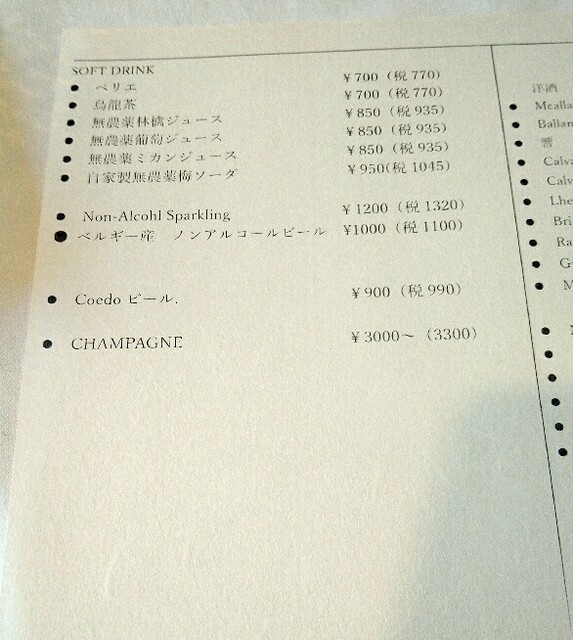 SOFT DRINK
• ペリエ ¥700（税770）
• 烏龍茶 ¥700（税770）
• 無農薬林檎ジュース ¥850（税935）
• 無農薬葡萄ジュース ¥850（税935）
• 無農薬ミカンジュース ¥850（税935）
• 自家製無農薬梅ソーダ ¥950(税1045)
• Non-Alcohl Sparkling ¥1200（税1320）
• ベルギー産　ノンアルコールビール ¥1000（税1100）
• Coedo ビール. ¥900（税990）
• CHAMPAGNE ¥3000〜（3300）
洋酒
• Mcalla
• Ballan
• 響
• Calva
• Calv
• Lhe
• Bri
• Ra
• G
• M